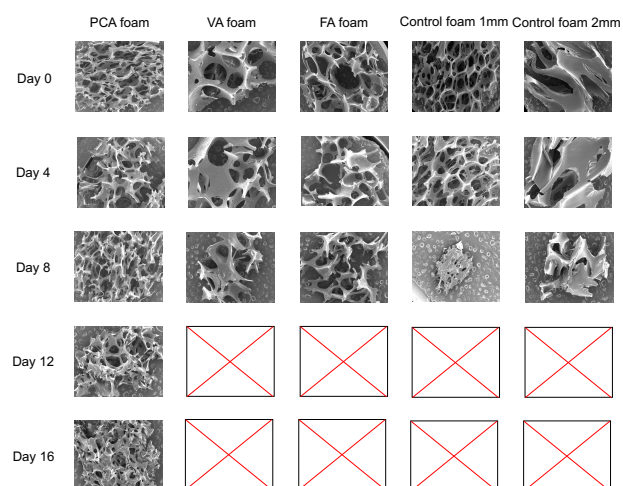 PCA foam VA foam FA foam Control foam 1mm Control foam 2mm
Day 0
Day 4
Day 8
Day 12
Day 16